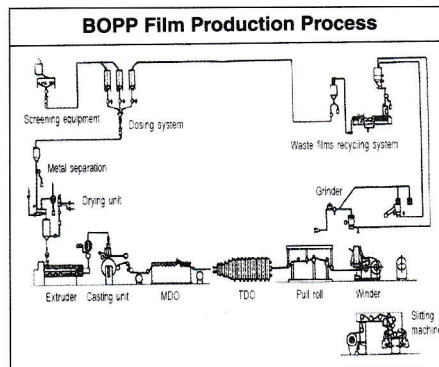 BOPP Film Production Process
Screening equipment
Dosing system
Waste films recycling system
Metal separation
Drying unit
Grinder
Extruder
Casting unit
MDO
TDO
Pull roll
Winder
Slitting
machine